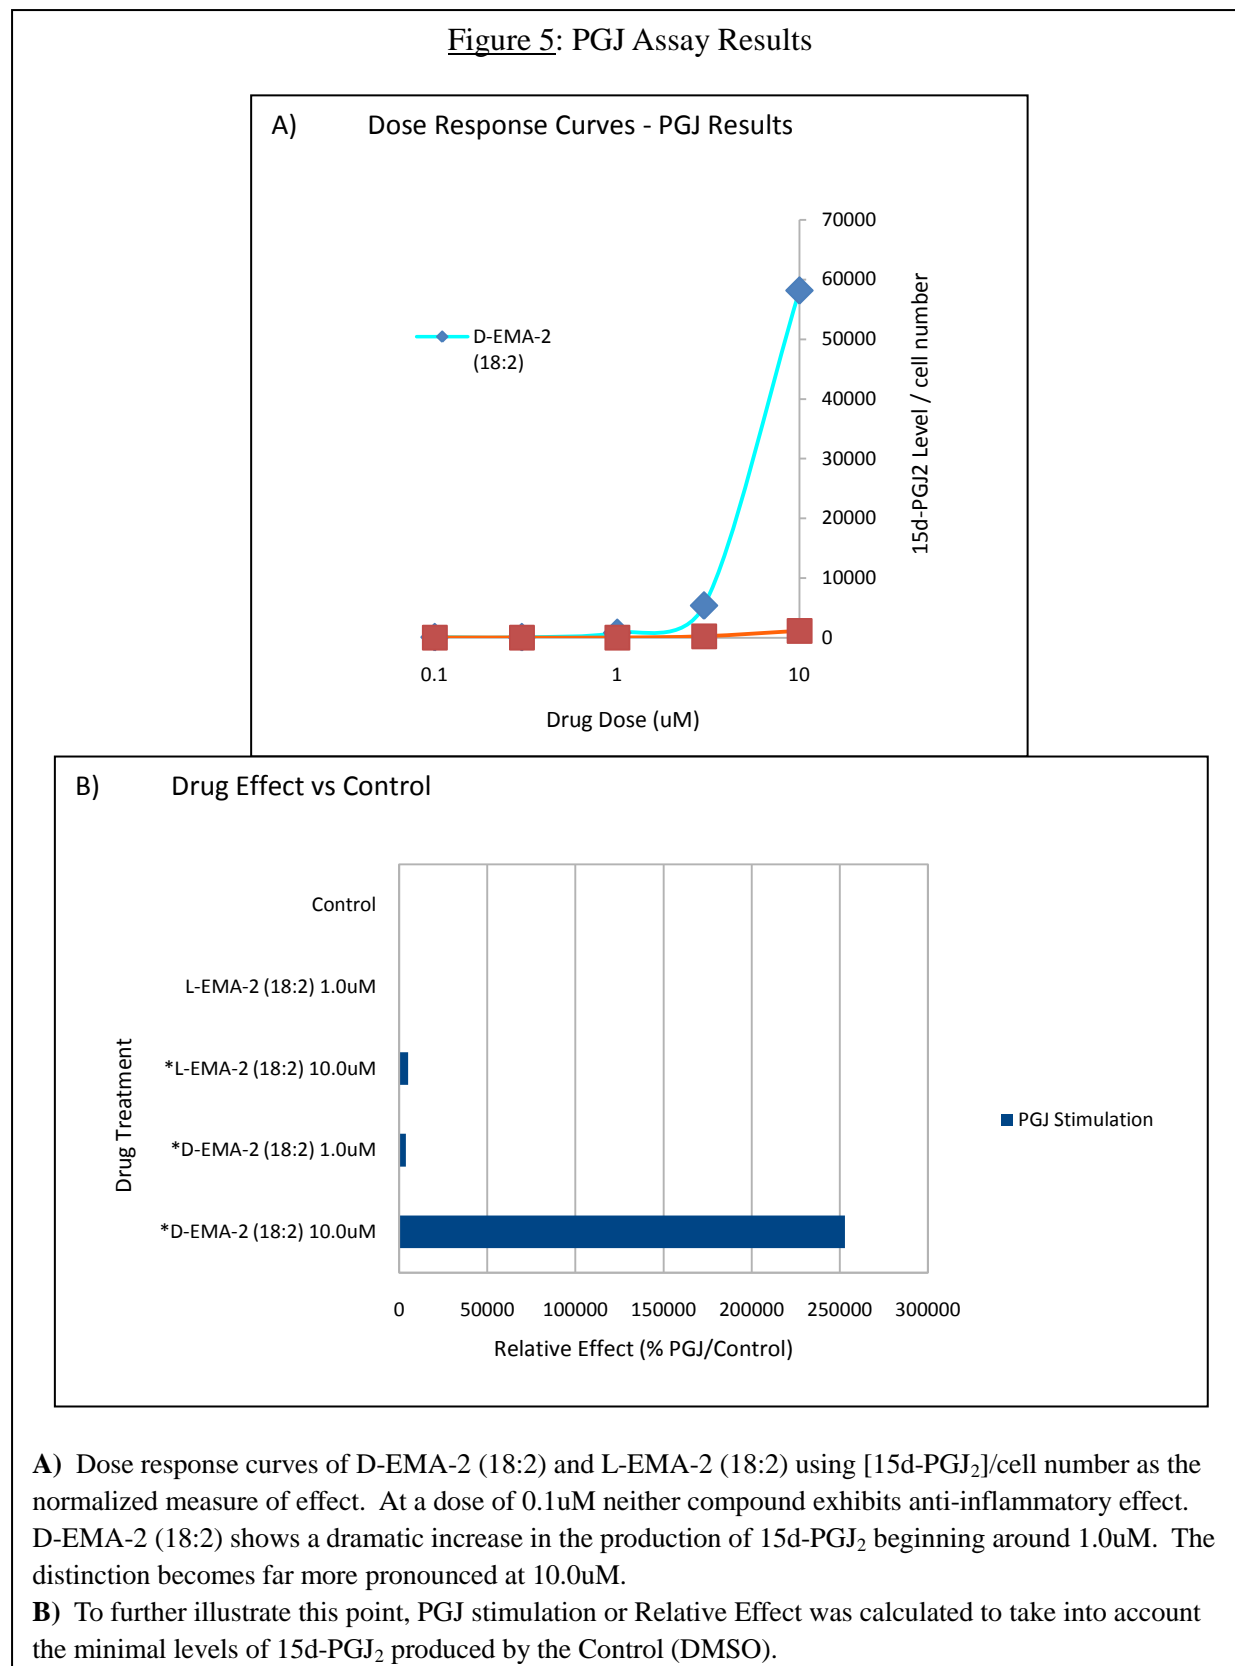 Figure 5: PGJ Assay Results
A) Dose Response Curves - PGJ Results
70000
60000
50000
40000
30000
20000
10000
0
15d-PGJ2 Level / cell number
D-EMA-2
(18:2)
0.1 1 10
Drug Dose (uM)
B) Drug Effect vs Control
Drug Treatment
Control
L-EMA-2 (18:2) 1.0uM
*L-EMA-2 (18:2) 10.0uM
*D-EMA-2 (18:2) 1.0uM
*D-EMA-2 (18:2) 10.0uM
PGJ Stimulation
0 50000 100000 150000 200000 250000 300000
Relative Effect (% PGJ/Control)
A) Dose response curves of D-EMA-2 (18:2) and L-EMA-2 (18:2) using [15d-PGJ₂]/cell number as the
normalized measure of effect. At a dose of 0.1uM neither compound exhibits anti-inflammatory effect.
D-EMA-2 (18:2) shows a dramatic increase in the production of 15d-PGJ₂ beginning around 1.0uM. The
distinction becomes far more pronounced at 10.0uM.
B) To further illustrate this point, PGJ stimulation or Relative Effect was calculated to take into account
the minimal levels of 15d-PGJ₂ produced by the Control (DMSO).